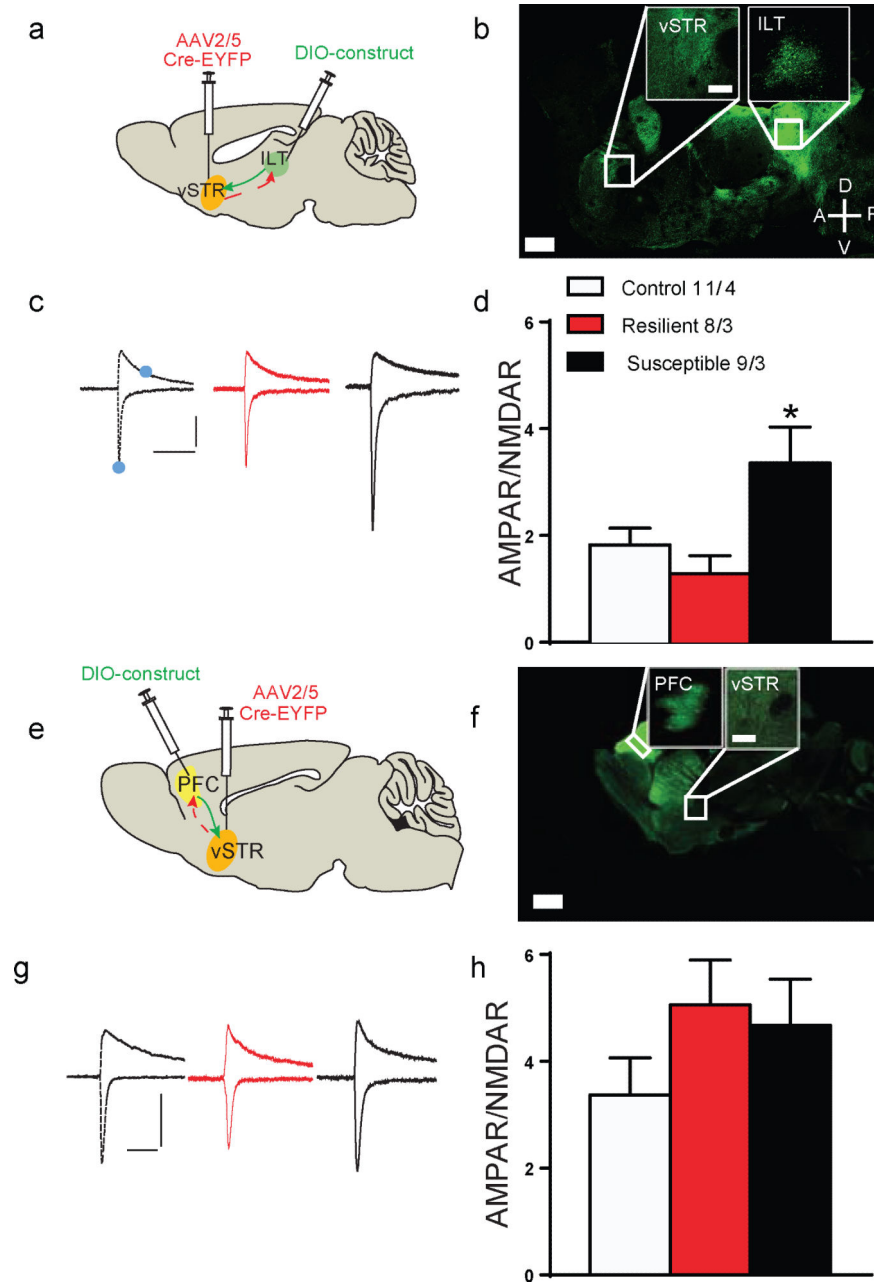 a
AAV2/5
Cre-EYFP
DIO-construct
ILT
vSTR
b
vSTR
ILT
D
A
P
V
c
d
Control 11/4
Resilient 8/3
Susceptible 9/3
AMPAR/NMDAR
6
4
2
0
*
e
DIO-construct
AAV2/5
Cre-EYFP
PFC
vSTR
f
PFC
vSTR
g
h
AMPAR/NMDAR
6
4
2
0